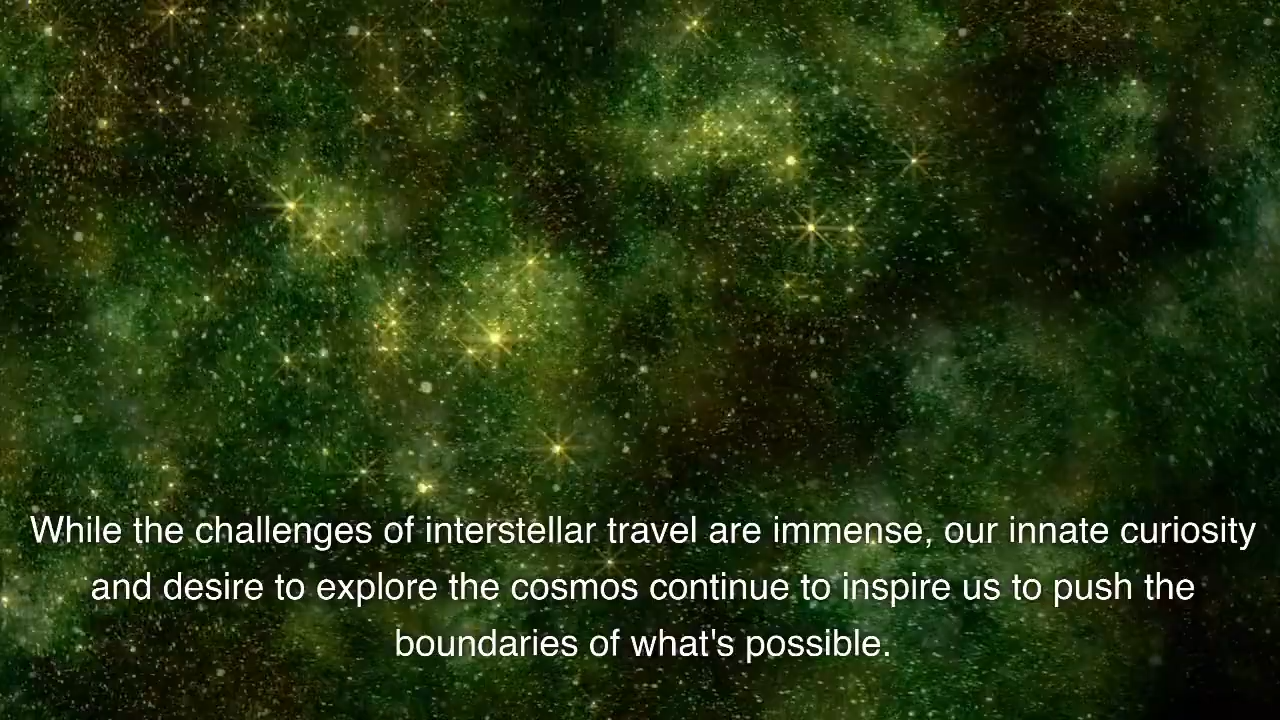 While the challenges of interstellar travel are immense, our innate curiosity
and desire to explore the cosmos continue to inspire us to push the
boundaries of what's possible.